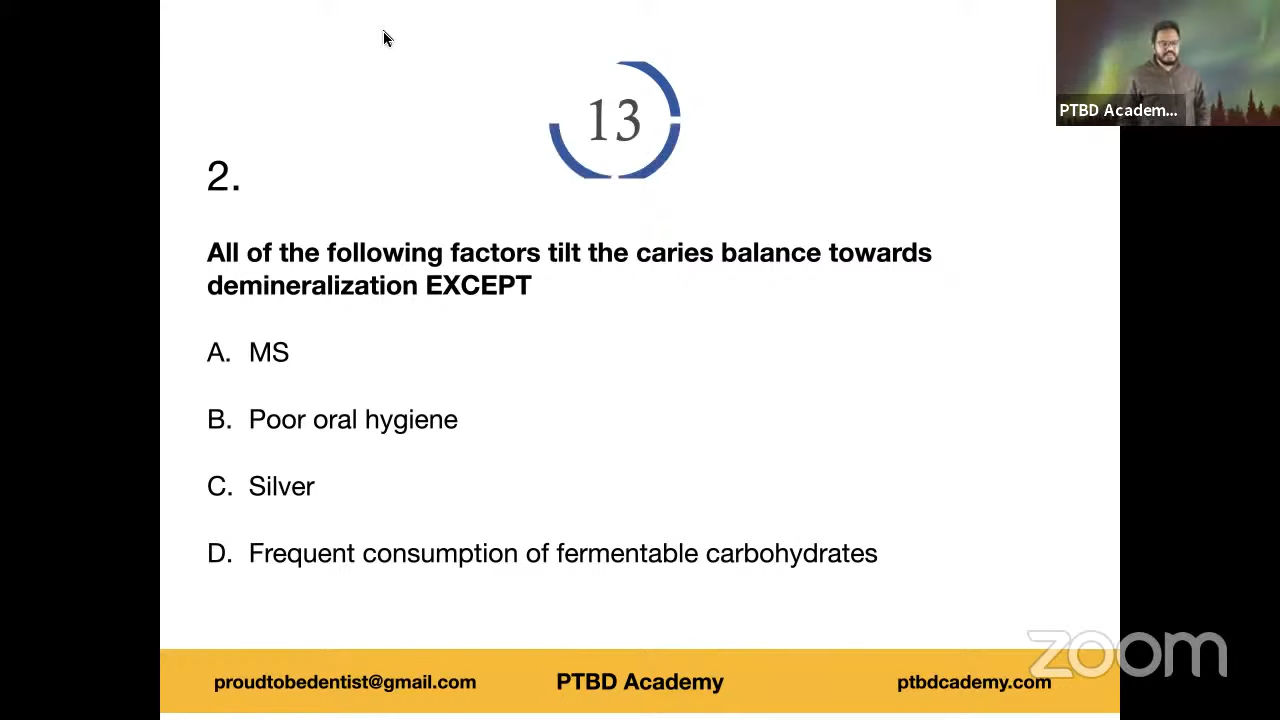 13
PTBD Academ...
2.
All of the following factors tilt the caries balance towards
demineralization EXCEPT
A. MS
B. Poor oral hygiene
C. Silver
D. Frequent consumption of fermentable carbohydrates
zoom
proudtobedentist@gmail.com PTBD Academy ptbdcademy.com